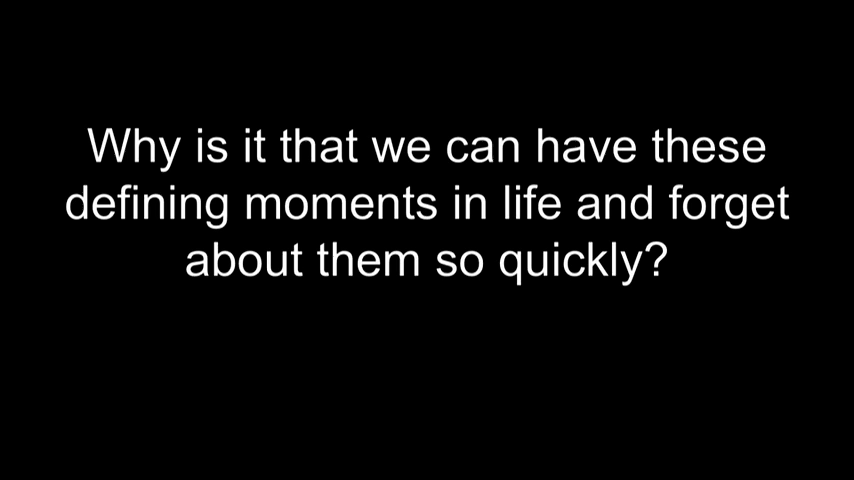 Why is it that we can have these
defining moments in life and forget
about them so quickly?